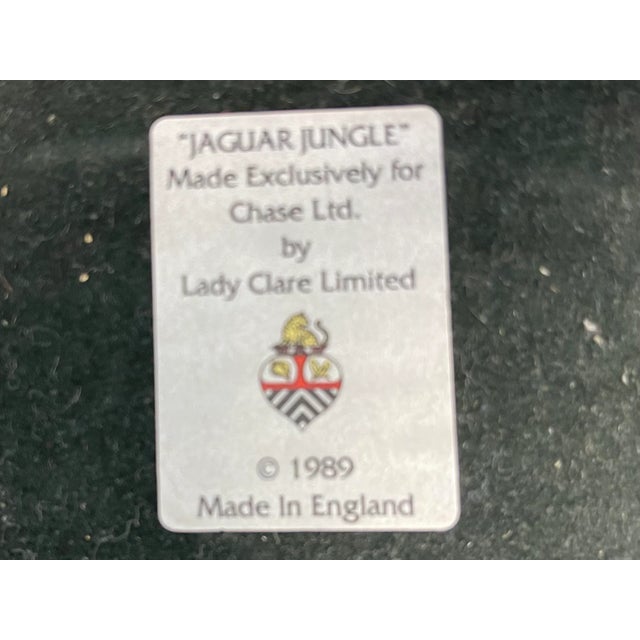 "JAGUAR JUNGLE"
Made Exclusively for
Chase Ltd.
by
Lady Clare Limited
© 1989
Made In England